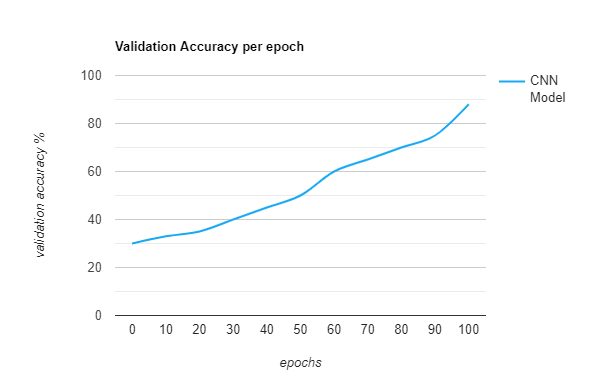 Validation Accuracy per epoch
100
80
60
40
20
0
validation accuracy %
0 10 20 30 40 50 60 70 80 90 100
epochs
CNN
Model